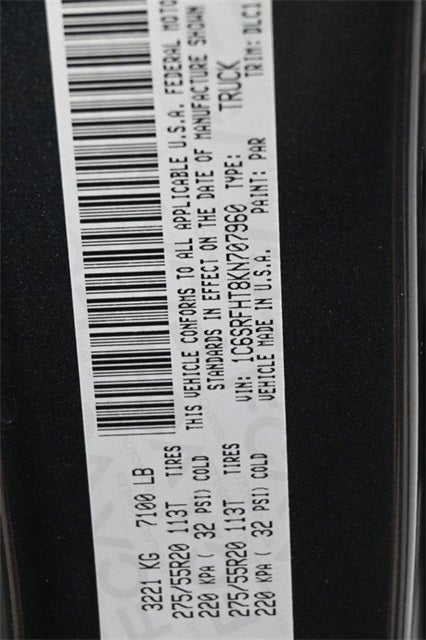 3221 KG 7100 LB
275/55R20 113T TIRES
220 KPA ( 32 PSI) COLD
275/55R20 113T TIRES
220 KPA ( 32 PSI) COLD
THIS VEHICLE CONFORMS TO ALL APPLICABLE U.S.A. FEDERAL MOTO
STANDARDS IN EFFECT ON THE DATE OF MANUFACTURE SHOWN
VIN: 1C6SRFHT8KN707960 TYPE: TRUCK
VEHICLE MADE IN U.S.A. PAINT: PAR TRIM: DLC1